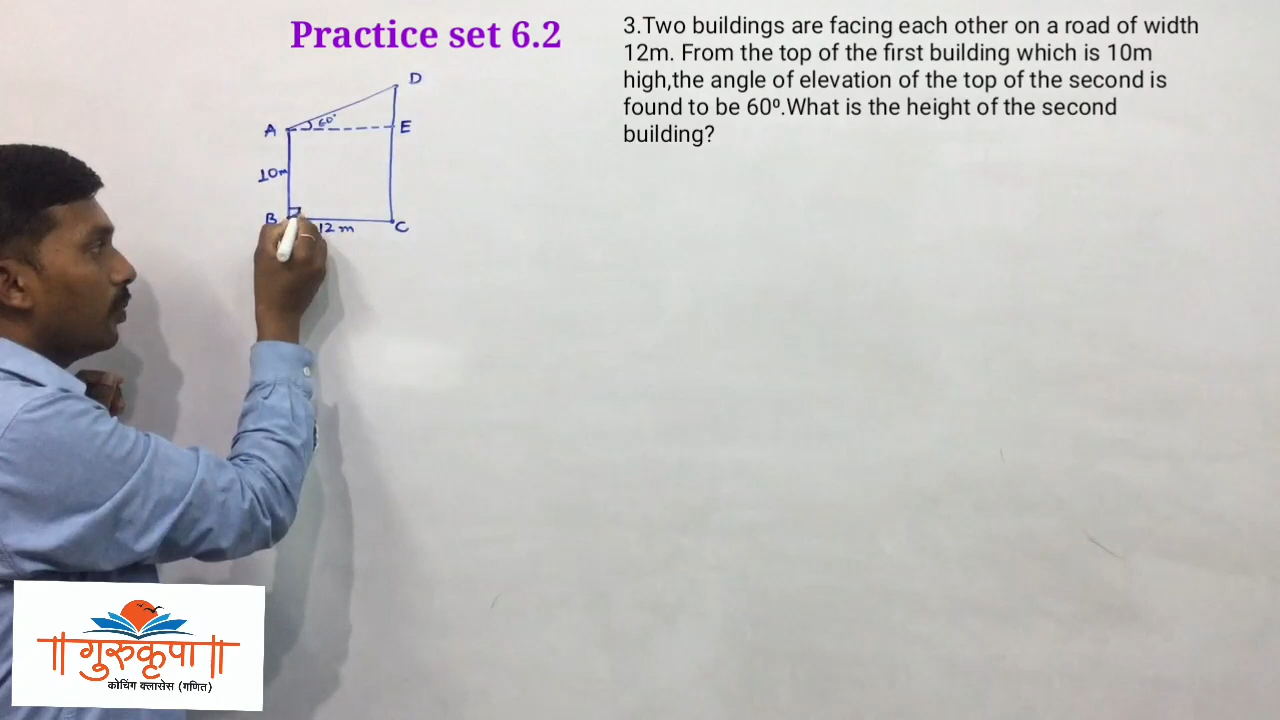 Practice set 6.2
3.Two buildings are facing each other on a road of width
12m. From the top of the first building which is 10m
high,the angle of elevation of the top of the second is
found to be 60⁰.What is the height of the second
building?
D
60°
A
E
10m
B
12 m
C
॥गुरुकृपा॥
कोचिंग क्लासेस (गणित)